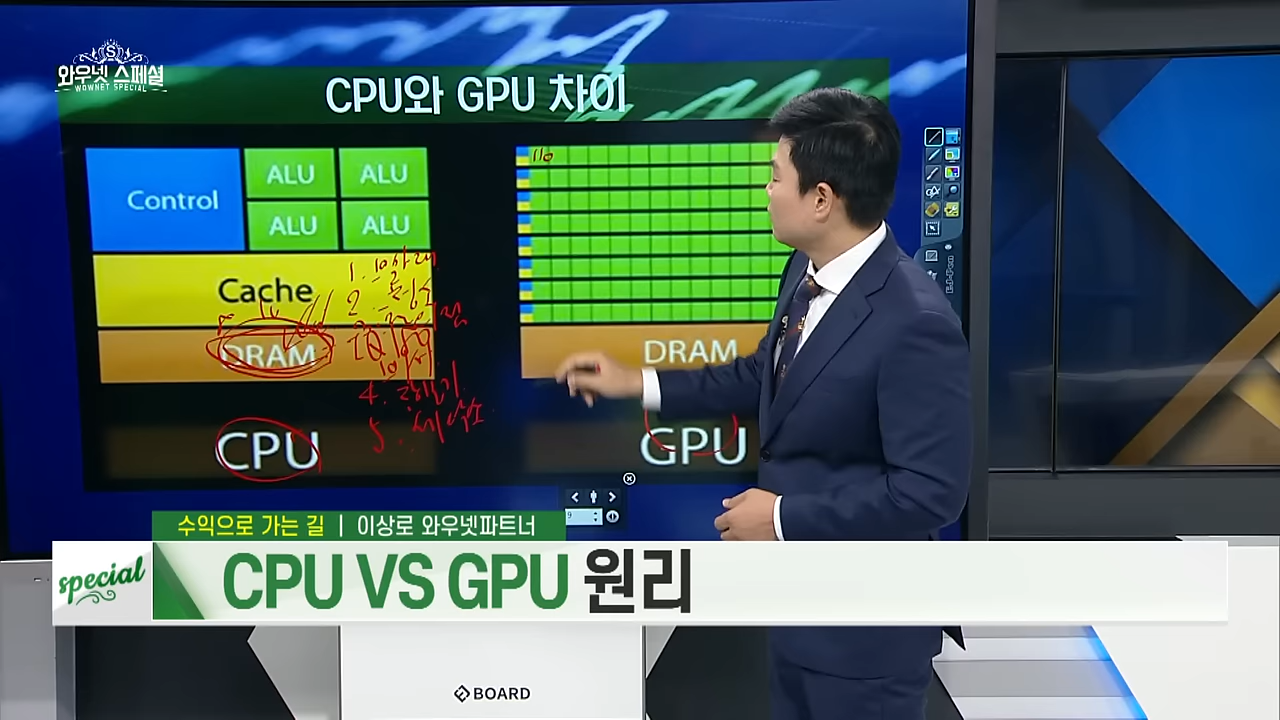 와우넷 스페셜
WOWNET SPECIAL
CPU와 GPU 차이
Control
ALU
ALU
ALU
ALU
Cache
DRAM
CPU
DRAM
GPU
1.
2.
4.
5.
9
수익으로 가는 길 | 이상로 와우넷파트너
special
CPU VS GPU 원리
BOARD